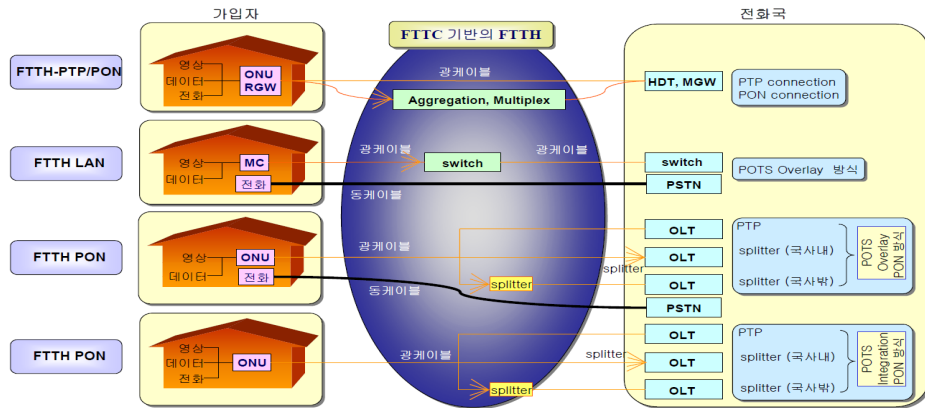 가입자
FTTC 기반의 FTTH
전화국
FTTH-PTP/PON
영상
데이터
전화
ONU
RGW
광케이블
Aggregation, Multiplex
HDT, MGW
PTP connection
PON connection
FTTH LAN
영상
데이터
MC
전화
광케이블
switch
광케이블
동케이블
switch
PSTN
POTS Overlay 방식
FTTH PON
영상
데이터
ONU
전화
광케이블
동케이블
splitter
splitter
OLT
OLT
OLT
PSTN
PTP
splitter (국사내)
splitter (국사밖)
POTS
Overlay
PON 방식
FTTH PON
영상
데이터
전화
ONU
광케이블
splitter
splitter
OLT
OLT
OLT
PTP
splitter (국사내)
splitter (국사밖)
POTS
Integration
PON 방식